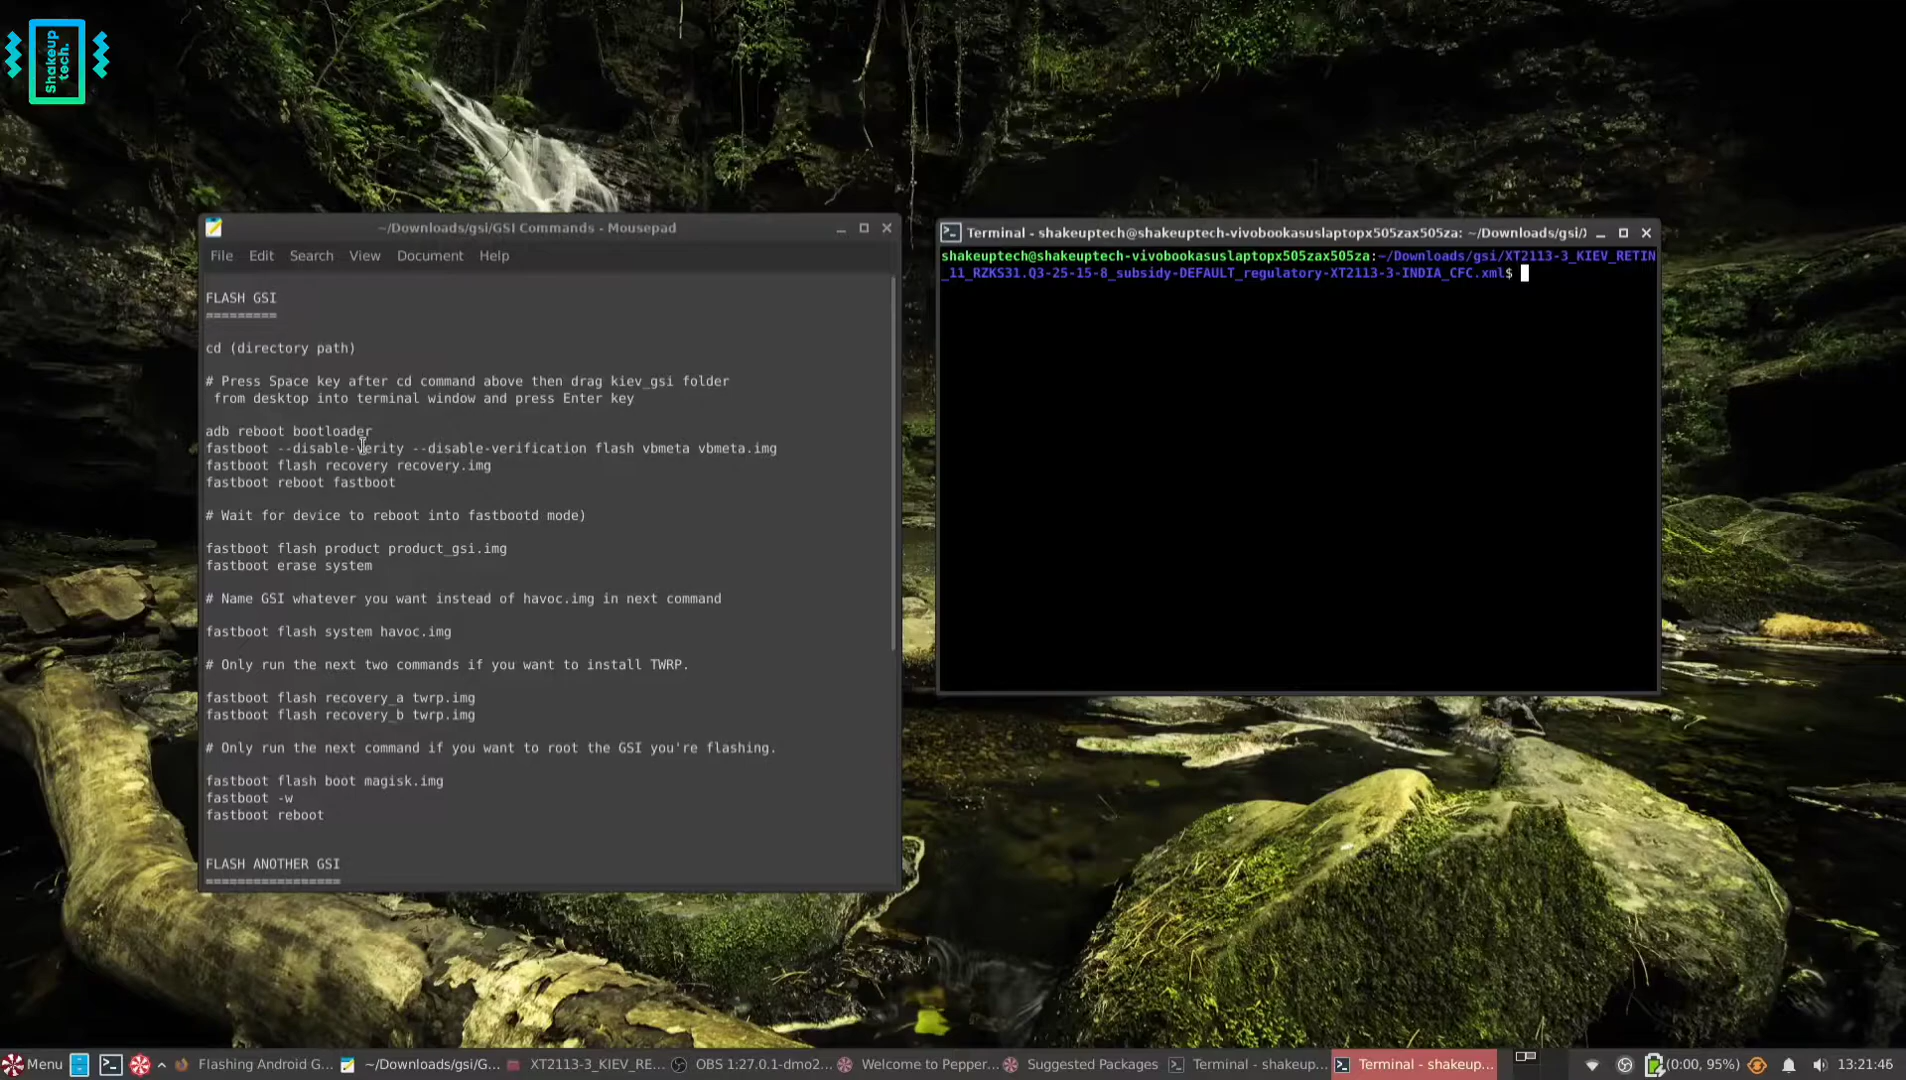 Shakeup
tech.
~/Downloads/gsi/GSI Commands - Mousepad
File Edit Search View Document Help
FLASH GSI
=========
cd (directory path)
# Press Space key after cd command above then drag kiev_gsi folder
from desktop into terminal window and press Enter key
adb reboot bootloader
fastboot --disable-verity --disable-verification flash vbmeta vbmeta.img
fastboot flash recovery recovery.img
fastboot reboot fastboot
# Wait for device to reboot into fastbootd mode)
fastboot flash product product_gsi.img
fastboot erase system
# Name GSI whatever you want instead of havoc.img in next command
fastboot flash system havoc.img
# Only run the next two commands if you want to install TWRP.
fastboot flash recovery_a twrp.img
fastboot flash recovery_b twrp.img
# Only run the next command if you want to root the GSI you're flashing.
fastboot flash boot magisk.img
fastboot -w
fastboot reboot
FLASH ANOTHER GSI
=================
Terminal - shakeuptech@shakeuptech-vivobookasuslaptopx505zax505za: ~/Downloads/gsi/
shakeuptech@shakeuptech-vivobookasuslaptopx505zax505za:~/Downloads/gsi/XT2113-3_KIEV_RETIN
_11_RZKS31.Q3-25-15-8_subsidy-DEFAULT_regulatory-XT2113-3-INDIA_CFC.xml$
Menu Flashing Android G... ~/Downloads/gsi/G... XT2113-3_KIEV_RE... OBS 1:27.0.1-dmo2... Welcome to Pepper... Suggested Packages Terminal - shakeup... Terminal - shakeup... (0:00, 95%) 13:21:46